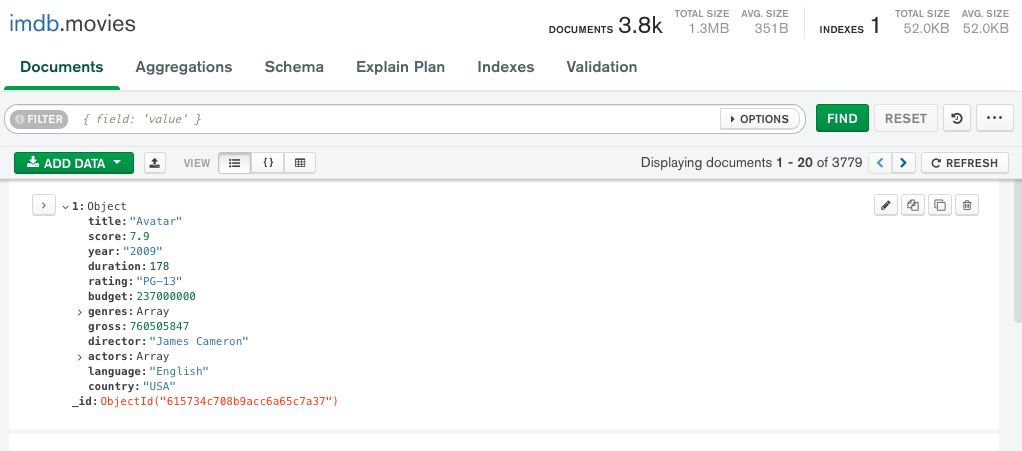 imdb.movies
DOCUMENTS 3.8k TOTAL SIZE 1.3MB AVG. SIZE 351B INDEXES 1 TOTAL SIZE 52.0KB AVG. SIZE 52.0KB
Documents Aggregations Schema Explain Plan Indexes Validation
FILTER { field: 'value' } OPTIONS FIND RESET
ADD DATA VIEW {} Displaying documents 1 - 20 of 3779 < > REFRESH
1: Object
title: "Avatar"
score: 7.9
year: "2009"
duration: 178
rating: "PG-13"
budget: 237000000
genres: Array
gross: 760505847
director: "James Cameron"
actors: Array
language: "English"
country: "USA"
_id: ObjectId("615734c708b9acc6a65c7a37")